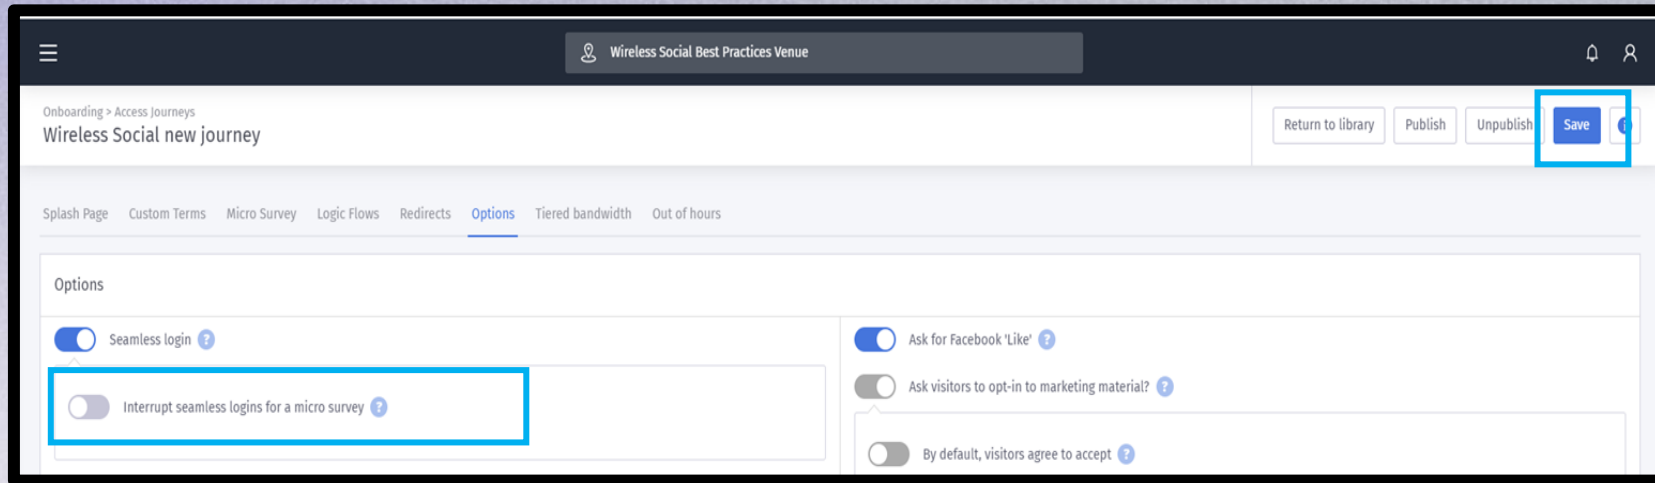 Wireless Social Best Practices Venue
Onboarding > Access Journeys
Wireless Social new journey
Return to library
Publish
Unpublish
Save
Splash Page
Custom Terms
Micro Survey
Logic Flows
Redirects
Options
Tiered bandwidth
Out of hours
Options
Seamless login ?
Interrupt seamless logins for a micro survey ?
Ask for Facebook 'Like' ?
Ask visitors to opt-in to marketing material? ?
By default, visitors agree to accept ?